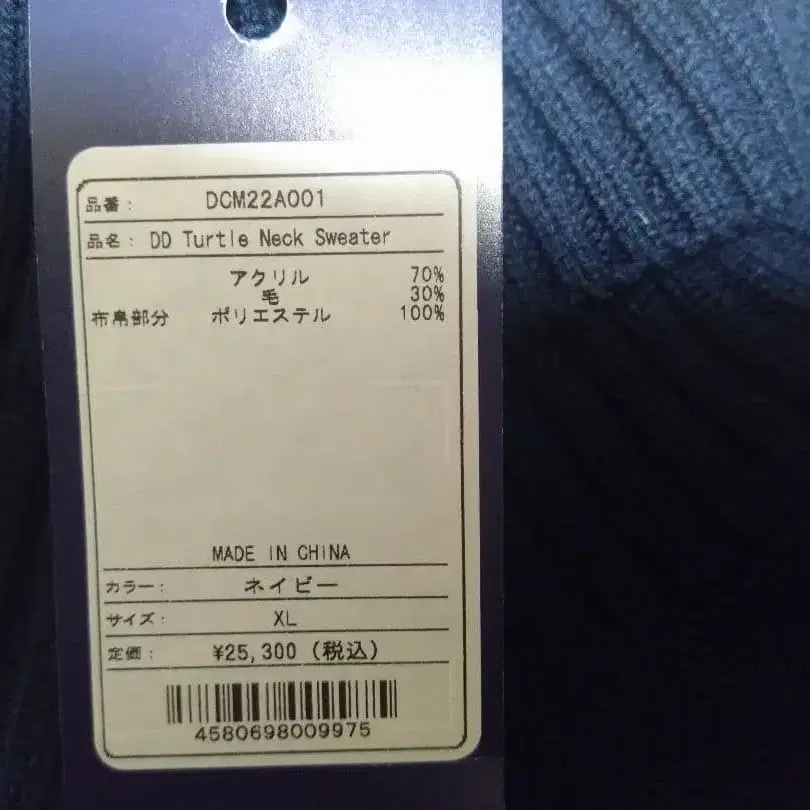 品番： DCM22A001
品名： DD Turtle Neck Sweater
アクリル 70%
毛 30%
布帛部分 ポリエステル 100%
MADE IN CHINA
カラー： ネイビー
サイズ： XL
定価： ¥25,300（税込）
4580698009975